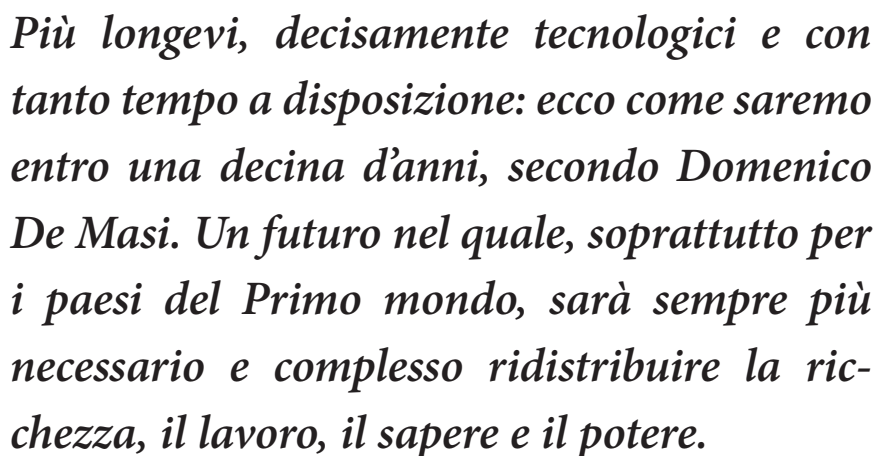 Più longevi, decisamente tecnologici e con
tanto tempo a disposizione: ecco come saremo
entro una decina d’anni, secondo Domenico
De Masi. Un futuro nel quale, soprattutto per
i paesi del Primo mondo, sarà sempre più
necessario e complesso ridistribuire la ric-
chezza, il lavoro, il sapere e il potere.